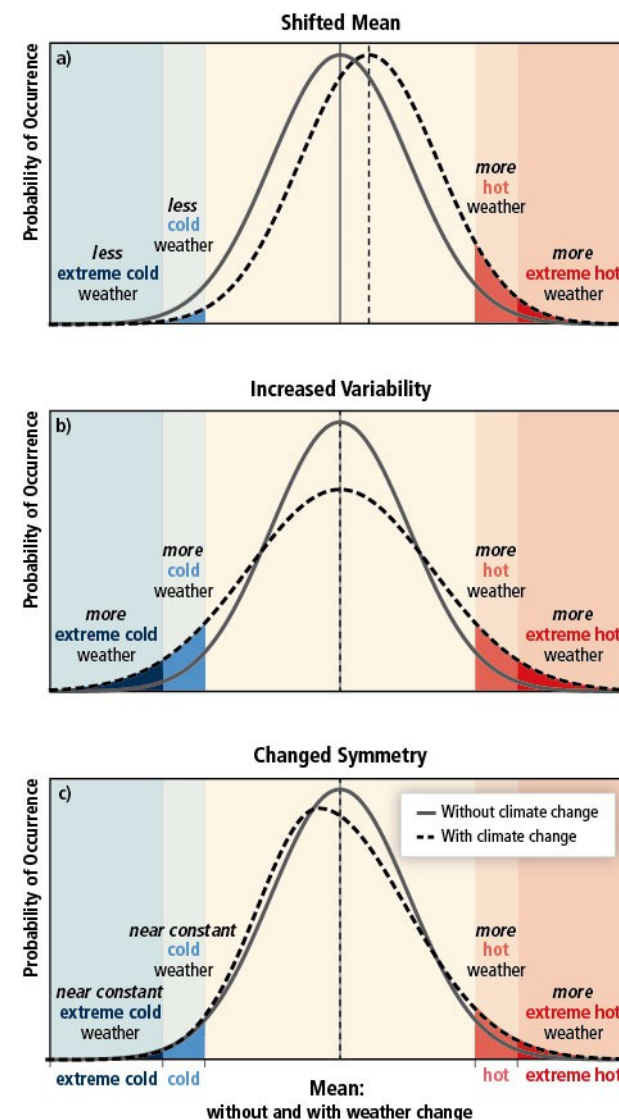 Shifted Mean
a)
Probability of Occurrence
less
extreme cold
weather
less
cold
weather
more
hot
weather
more
extreme hot
weather
Increased Variability
b)
Probability of Occurrence
more
extreme cold
weather
more
cold
weather
more
hot
weather
more
extreme hot
weather
Changed Symmetry
c)
Probability of Occurrence
Without climate change
With climate change
near constant
extreme cold
weather
near constant
cold
weather
more
hot
weather
more
extreme hot
weather
extreme cold
cold
Mean:
without and with weather change
hot
extreme hot